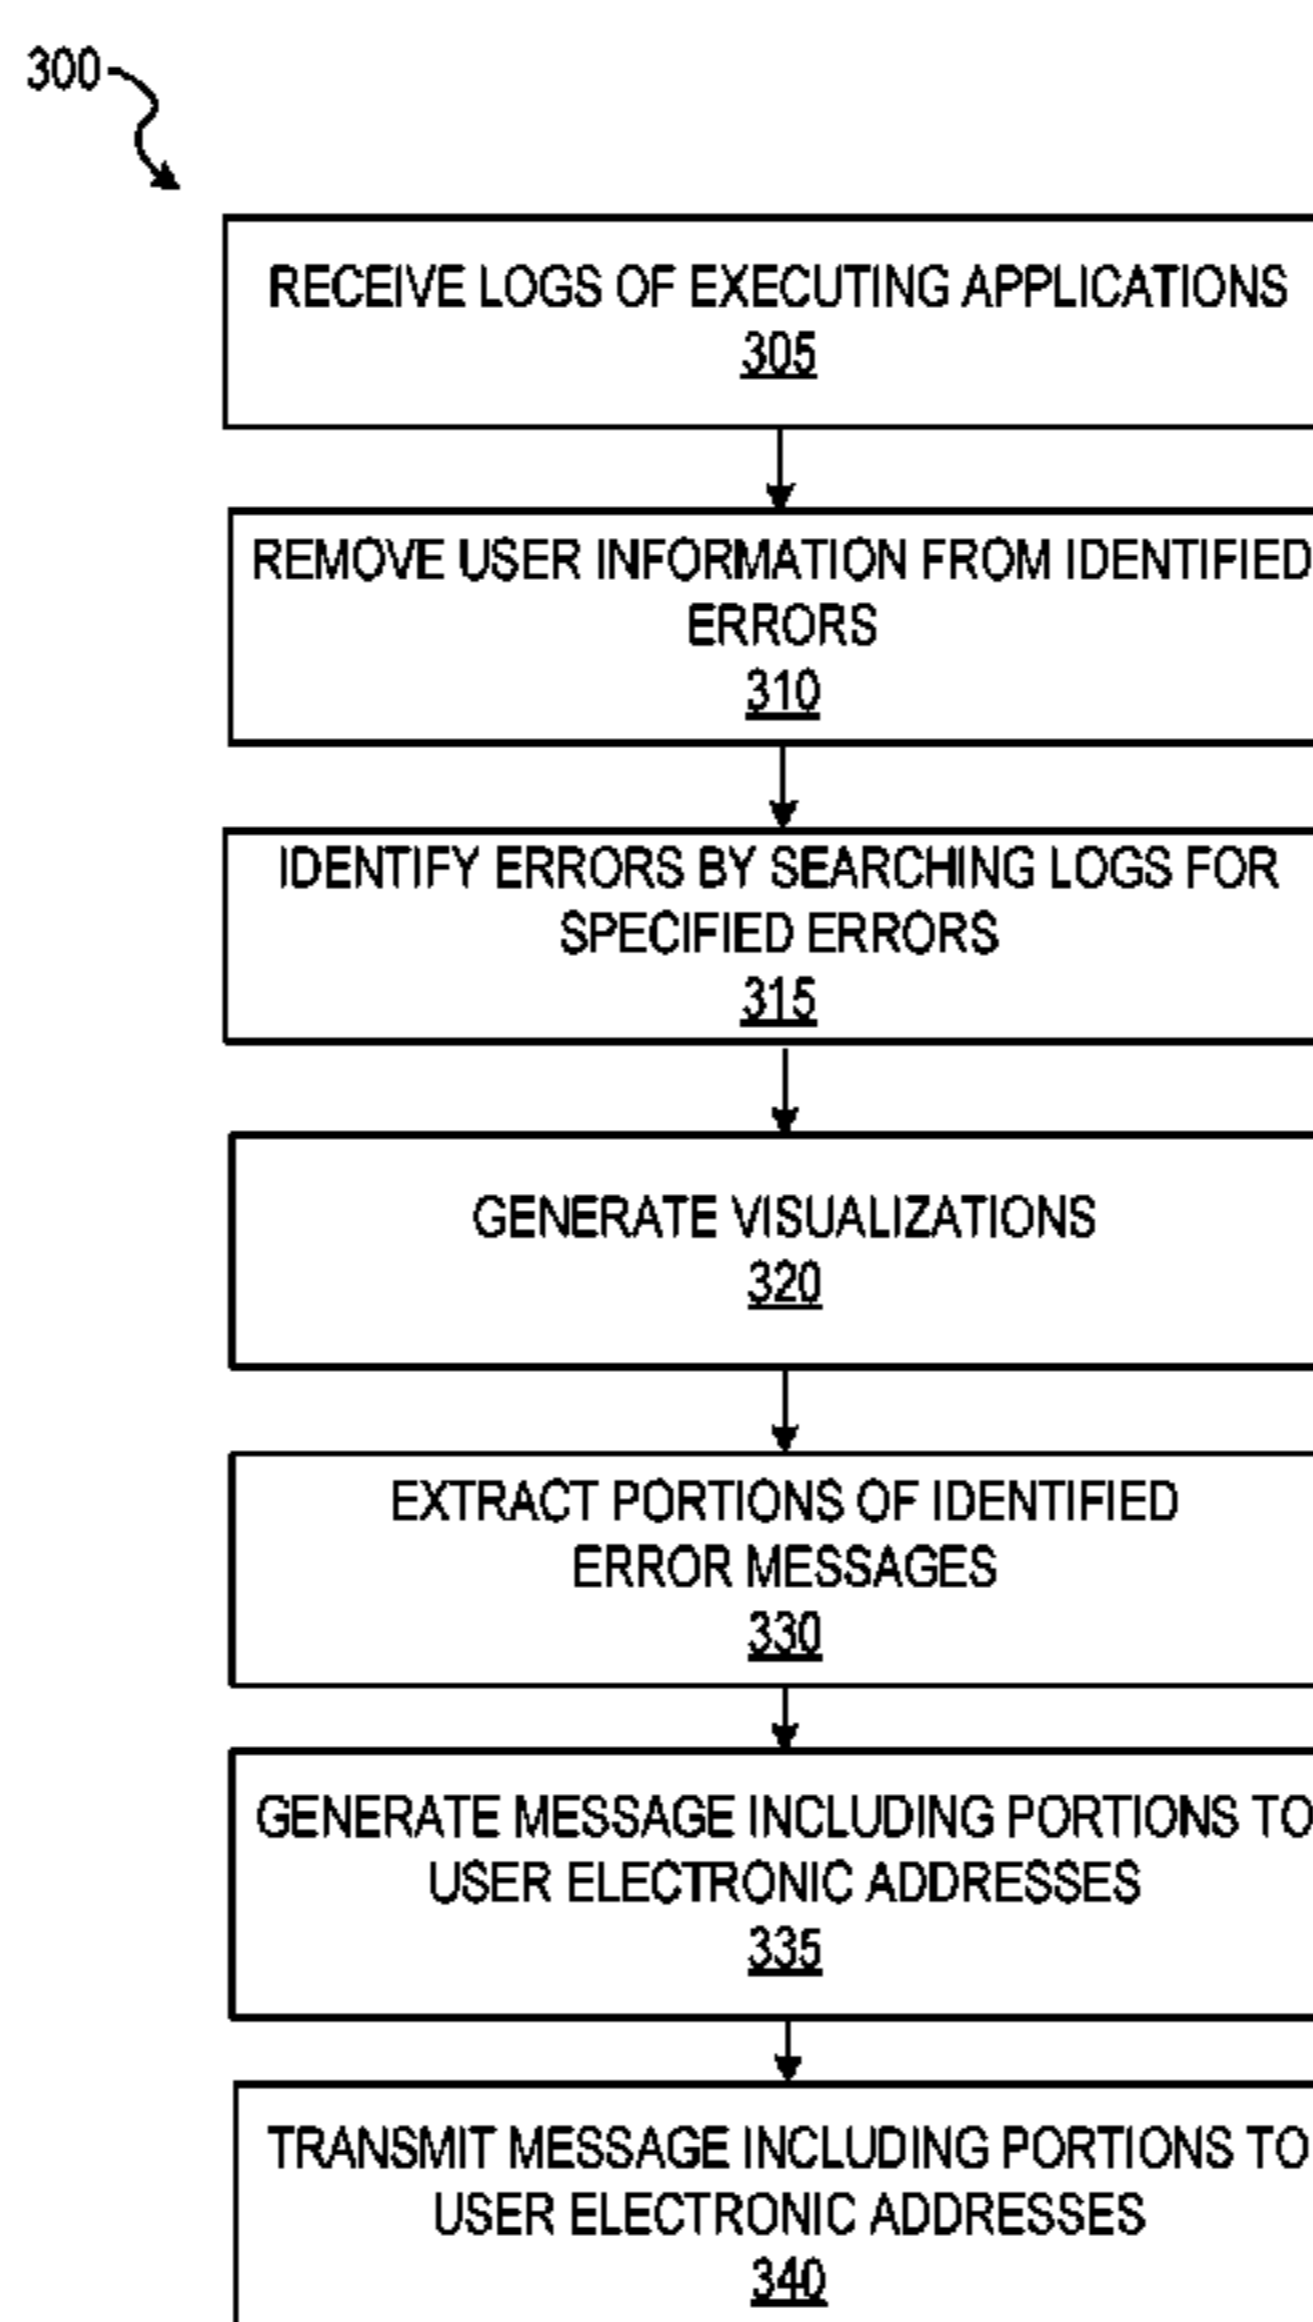 300
RECEIVE LOGS OF EXECUTING APPLICATIONS
305
REMOVE USER INFORMATION FROM IDENTIFIED
ERRORS
310
IDENTIFY ERRORS BY SEARCHING LOGS FOR
SPECIFIED ERRORS
315
GENERATE VISUALIZATIONS
320
EXTRACT PORTIONS OF IDENTIFIED
ERROR MESSAGES
330
GENERATE MESSAGE INCLUDING PORTIONS TO
USER ELECTRONIC ADDRESSES
335
TRANSMIT MESSAGE INCLUDING PORTIONS TO
USER ELECTRONIC ADDRESSES
340